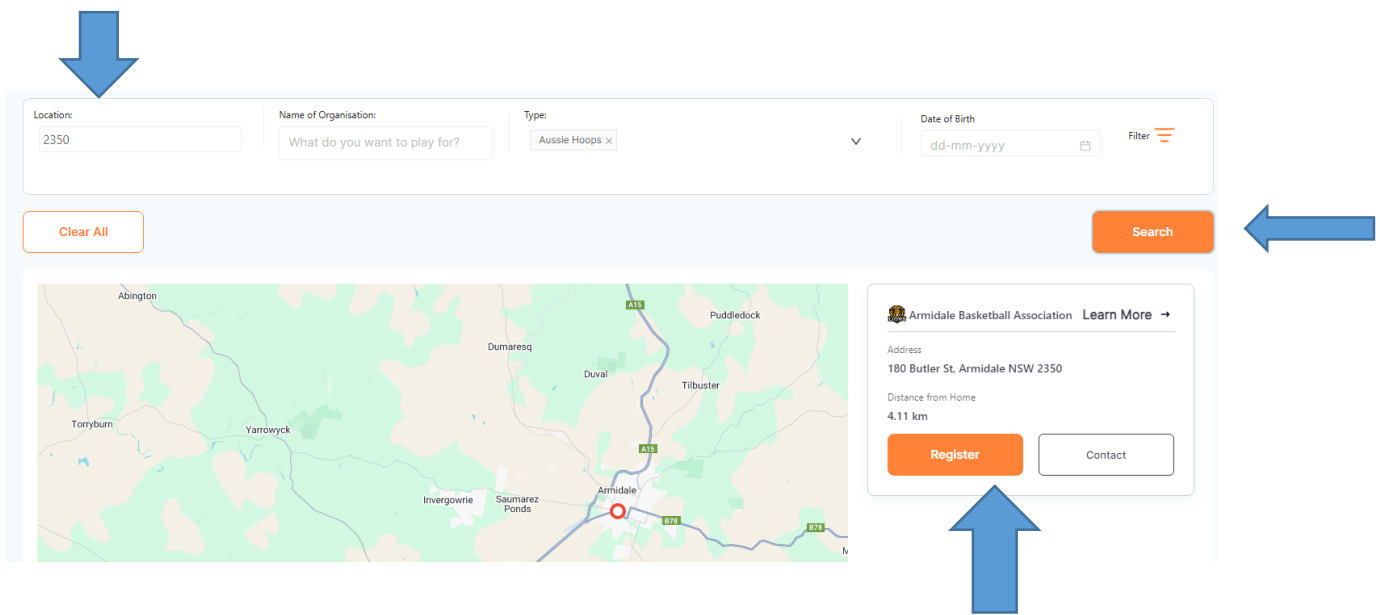 Location:
Name of Organisation:
Type:
Date of Birth
2350
What do you want to play for?
Aussie Hoops ×
dd-mm-yyyy
Filter
Clear All
Search
Abington
A15
Puddledock
Dumaresq
Duval
Tilbuster
Torryburn
Yarrowyck
A15
Invergowrie
Saumarez
Ponds
Armidale
B78
B78
M
LIONS
Armidale Basketball Association Learn More →
Address
180 Butler St, Armidale NSW 2350
Distance from Home
4.11 km
Register
Contact